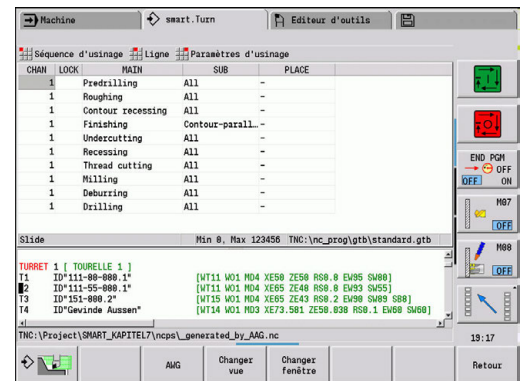 Machine smart.Turn Editeur d'outils
Séquence d'usinage Ligne Paramètres d'usinage
CHAN LOCK MAIN SUB PLACE
1 Predrilling All -
1 Roughing All -
1 Contour recessing All -
1 Finishing Contour-parall… -
1 Undercutting All -
1 Recessing All -
1 Thread cutting All -
1 Milling All -
1 Deburring All -
1 Drilling All -
Slide Min 0, Max 123456 TNC:\nc_prog\gtb\standard.gtb
TURRET 1 [ TOURELLE 1 ]
T1 ID"111-80-080.1" [WT11 WO1 MD4 XE50 ZE50 RS0.8 EW95 SW80]
2 ID"111-55-080.1" [WT11 WO1 MD4 XE50 ZE50 RS0.8 EW93 SW55]
T3 ID"151-800.2" [WT15 WO1 MD4 XE65 ZE43 RS0.2 EW90 SW89 SB8]
T4 ID"Gevinde Aussen" [WT14 WO1 MD3 XE73.581 ZE58.038 RS0.1 EW60 SW60]
TNC:\Project\SMART_KAPITEL7\ncps\_generated_by_AAG.nc
AWG
Changer
vue
Changer
fenêtre
Retour
END PGM
OFF
OFF ON
M07
OFF
M08
OFF
19:17